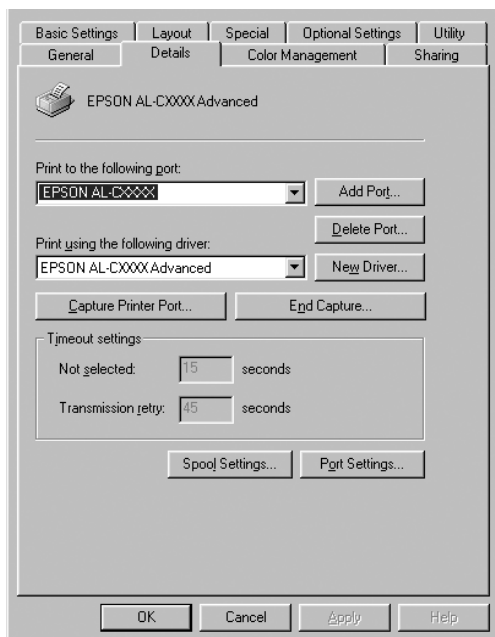 Basic Settings Layout Special Optional Settings Utility
General Details Color Management Sharing
EPSON AL-CXXXX Advanced
Print to the following port:
EPSON AL-CXXXX Add Port...
Delete Port...
Print using the following driver:
EPSON AL-CXXXX Advanced New Driver...
Capture Printer Port... End Capture...
Timeout settings
Not selected: 15 seconds
Transmission retry: 45 seconds
Spool Settings... Port Settings...
OK Cancel Apply Help